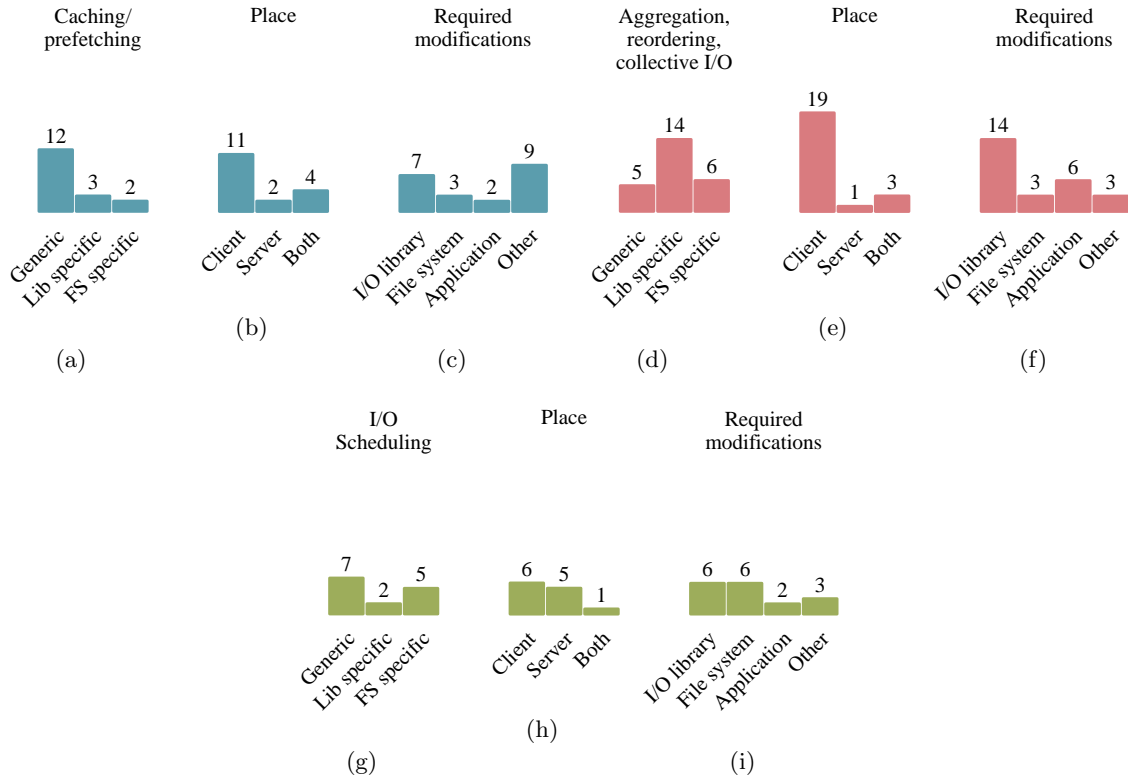 Caching/
prefetching
Place
Required
modifications
Aggregation,
reordering,
collective I/O
Place
Required
modifications
12
3
2
11
2
4
7
3
2
9
5
14
6
19
1
3
14
3
6
3
Generic
Lib specific
FS specific
Client
Server
Both
I/O library
File system
Application
Other
Generic
Lib specific
FS specific
Client
Server
Both
I/O library
File system
Application
Other
(a)
(b)
(c)
(d)
(e)
(f)
I/O
Scheduling
Place
Required
modifications
7
2
5
6
5
1
6
6
2
3
Generic
Lib specific
FS specific
Client
Server
Both
I/O library
File system
Application
Other
(g)
(h)
(i)